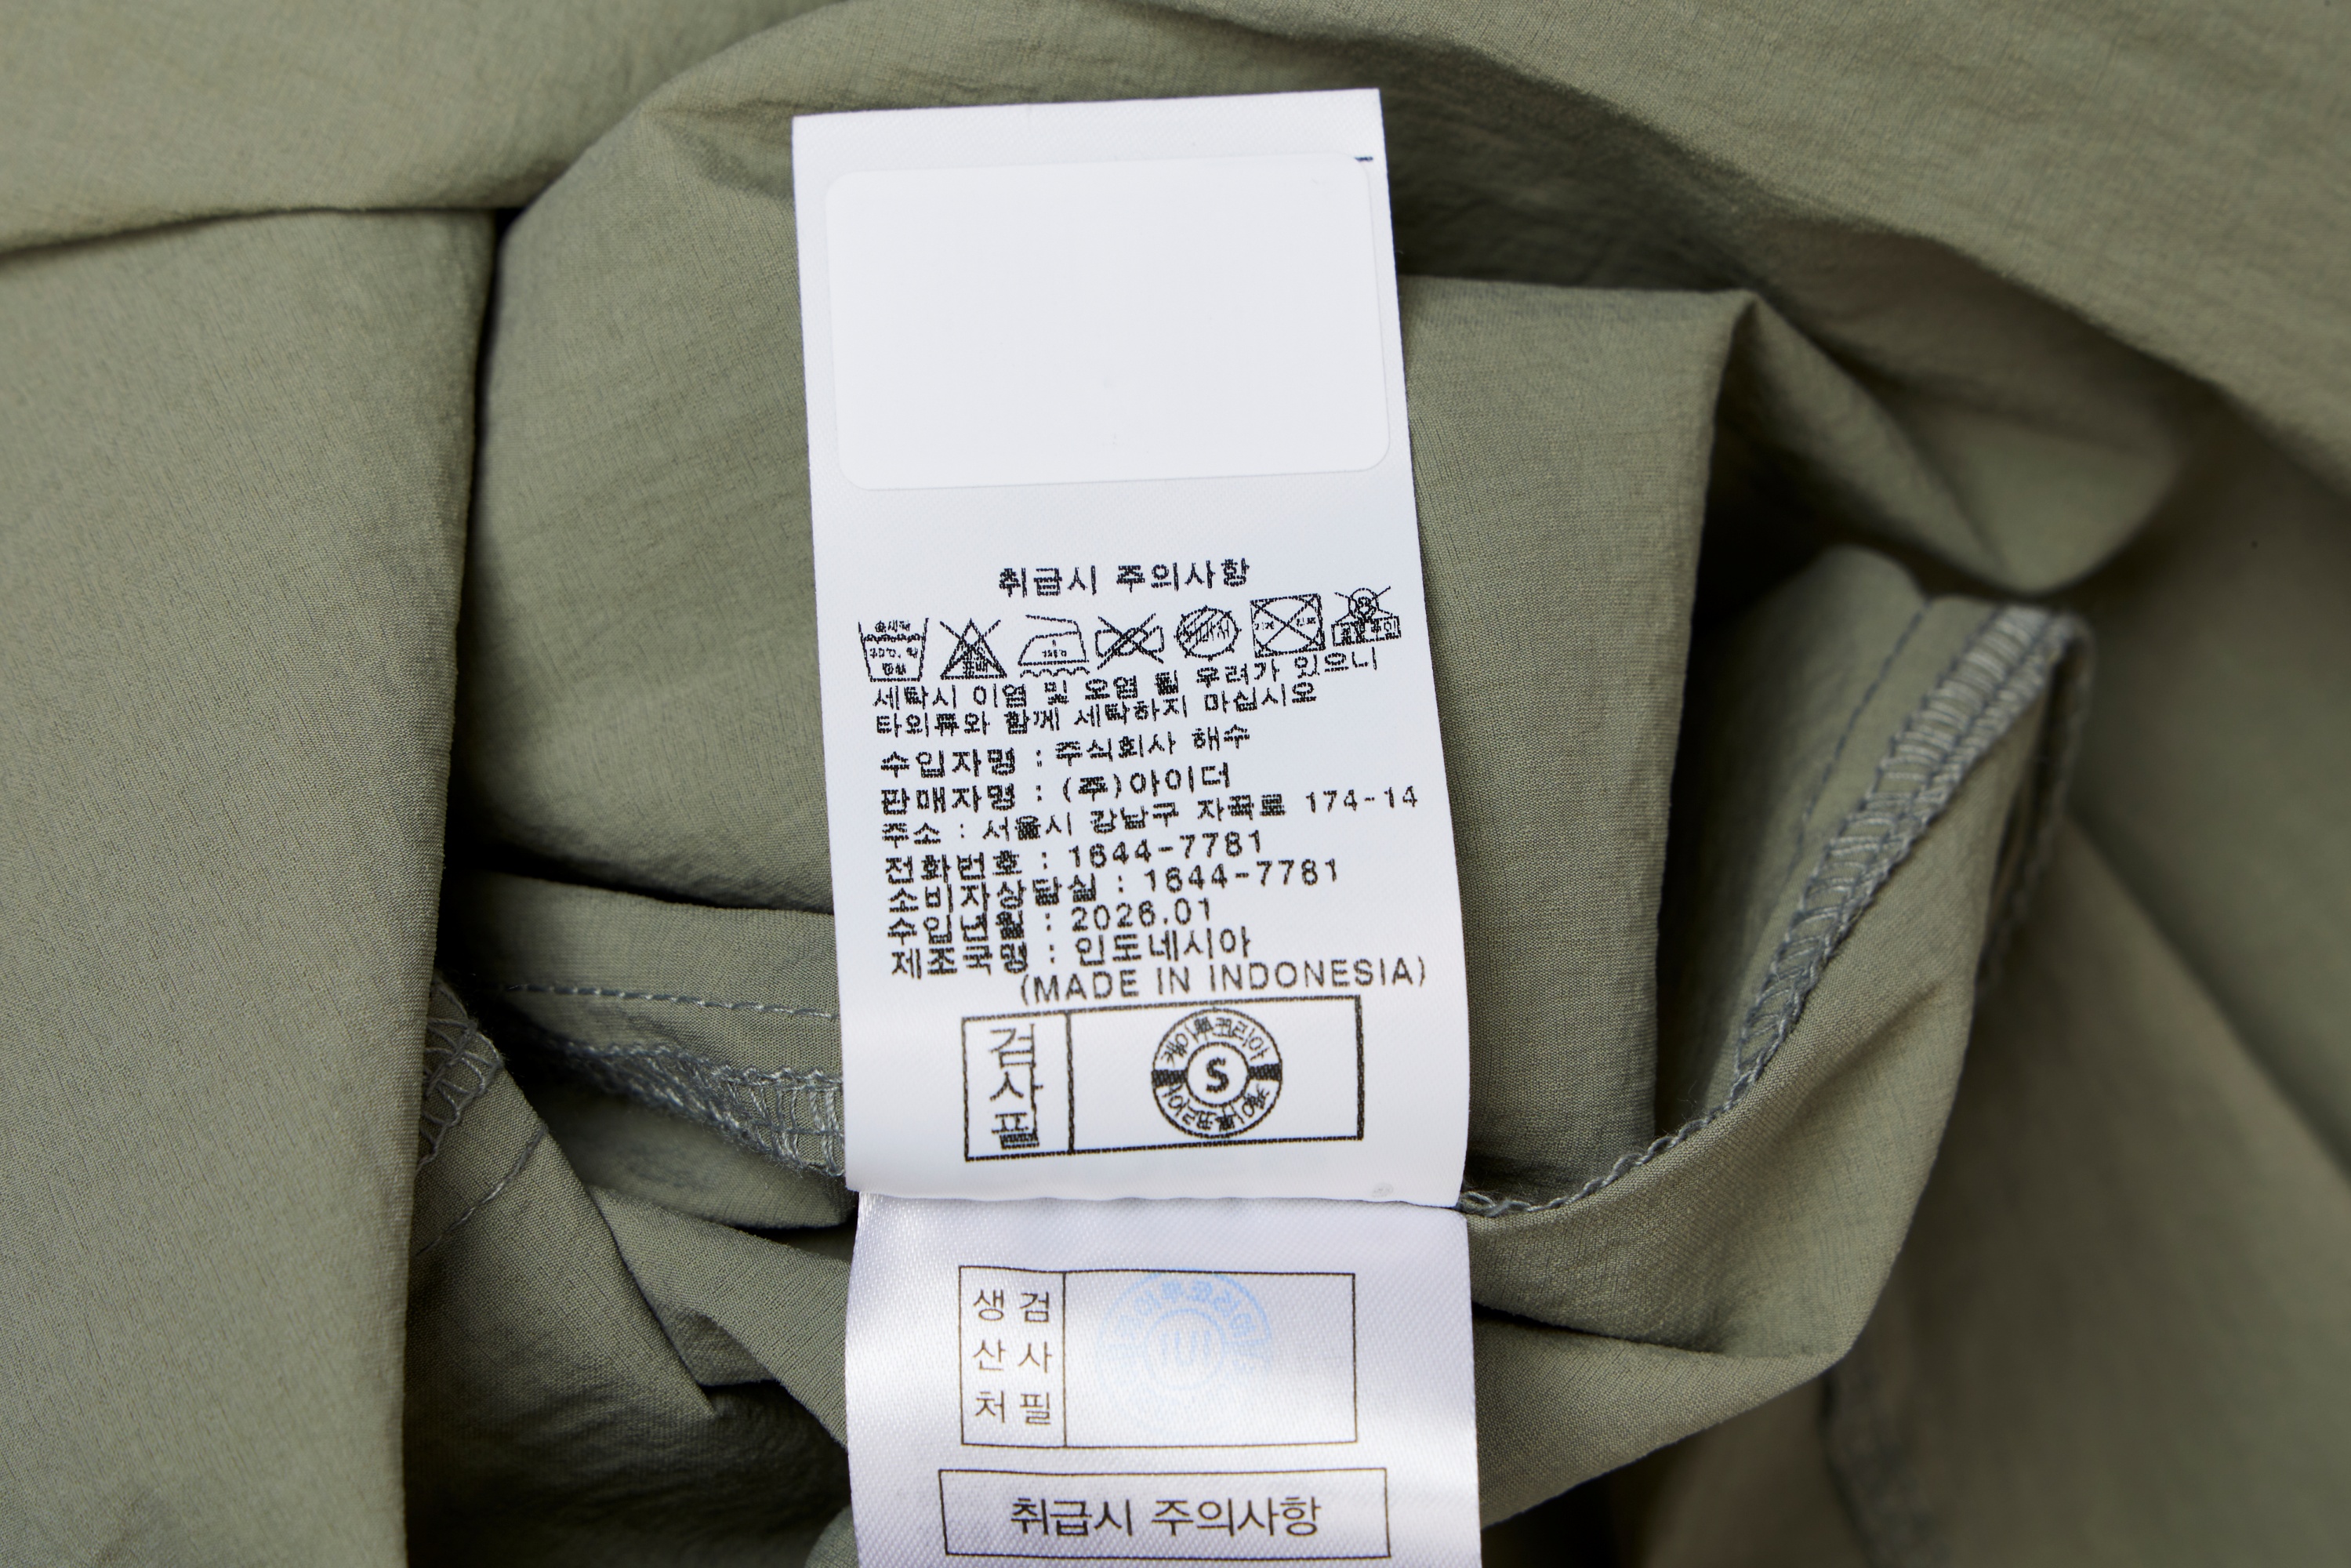 취급시 주의사항
세탁시 이염 및 오염 될 우려가 있으니
타의류와 함께 세탁하지 마십시오
수입자명 : 주식회사 해수
판매자명 : (주)아이더
주소 : 서울시 강남구 자곡로 174-14
전화번호 : 1644-7781
소비자상담실 : 1644-7781
수입년월 : 2026.01
제조국명 : 인도네시아
(MADE IN INDONESIA)
검사필
S
생산처 검사필
취급시 주의사항